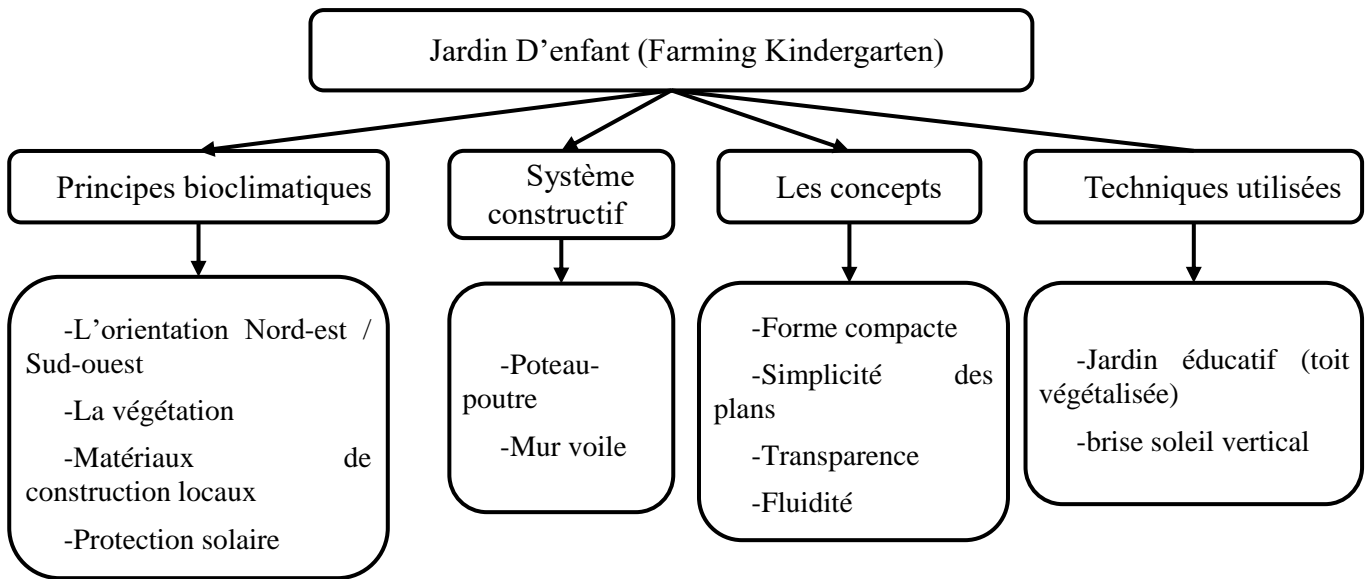 Jardin D’enfant (Farming Kindergarten)
Principes bioclimatiques
Système
constructif
Les concepts
Techniques utilisées
-L’orientation Nord-est /
Sud-ouest
-La végétation
-Matériaux de
construction locaux
-Protection solaire
-Poteau-
poutre
-Mur voile
-Forme compacte
-Simplicité des
plans
-Transparence
-Fluidité
-Jardin éducatif (toit
végétalisée)
-brise soleil vertical